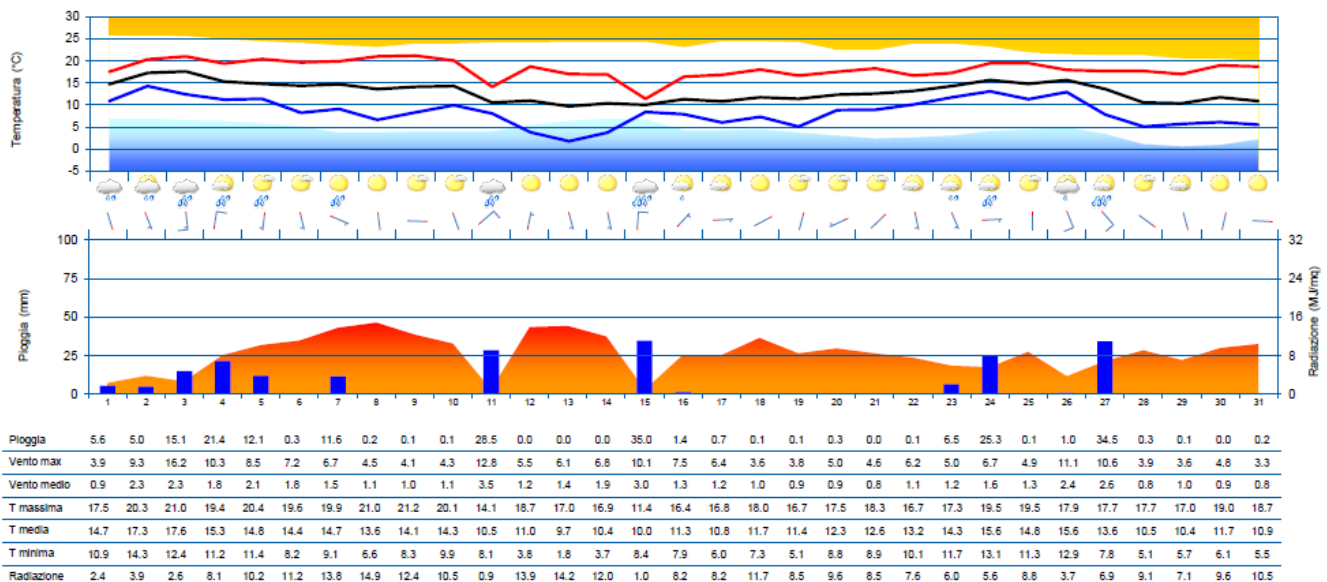 Temperatura (°C)
30
25
20
15
10
5
0
-5
Pioggia (mm)
100
75
50
25
0
Radiazione (MJ/mq)
32
24
16
8
0
1 2 3 4 5 6 7 8 9 10 11 12 13 14 15 16 17 18 19 20 21 22 23 24 25 26 27 28 29 30 31
Pioggia 5.6 5.0 15.1 21.4 12.1 0.3 11.6 0.2 0.1 0.1 28.5 0.0 0.0 0.0 35.0 1.4 0.7 0.1 0.1 0.3 0.0 0.1 6.5 25.3 0.1 1.0 34.5 0.3 0.1 0.0 0.2
Vento max 3.9 9.3 16.2 10.3 8.5 7.2 6.7 4.5 4.1 4.3 12.8 5.5 6.1 6.8 10.1 7.5 6.4 3.6 3.8 5.0 4.6 6.2 5.0 6.7 4.9 11.1 10.6 3.9 3.6 4.8 3.3
Vento medio 2.3 2.3 2.3 1.8 2.1 1.8 1.5 1.1 1.0 1.1 3.5 1.2 1.4 1.9 3.0 1.3 1.2 1.0 0.9 0.9 0.8 1.1 1.2 1.6 1.3 2.4 2.6 0.8 1.0 0.9 0.8
T massima 17.5 20.3 21.0 19.4 20.4 19.6 19.9 21.0 21.2 20.1 14.1 18.7 17.0 16.9 11.4 16.4 16.8 18.0 16.7 17.5 18.3 16.7 17.3 19.5 19.5 17.9 17.7 17.7 17.0 19.0 18.7
T media 14.7 17.3 17.6 15.3 14.8 14.4 14.7 13.6 14.1 14.3 10.5 11.0 9.7 10.4 10.0 11.3 10.8 11.7 11.4 12.3 12.6 13.2 14.3 15.6 14.8 15.6 13.6 10.5 10.4 11.7 10.9
T minima 10.9 14.3 12.4 11.2 11.4 8.2 9.1 6.6 8.3 9.9 8.1 3.8 1.8 3.7 8.4 7.9 6.0 7.3 5.1 8.8 8.9 10.1 11.7 13.1 11.3 12.9 7.8 5.1 5.7 6.1 5.5
Radiazione 2.4 3.9 2.6 8.1 10.2 11.2 13.8 14.9 12.4 10.5 0.9 13.9 14.2 12.0 1.0 8.2 8.2 11.7 8.5 9.6 8.5 7.6 6.0 5.6 8.8 3.7 6.9 9.1 7.1 9.6 10.5